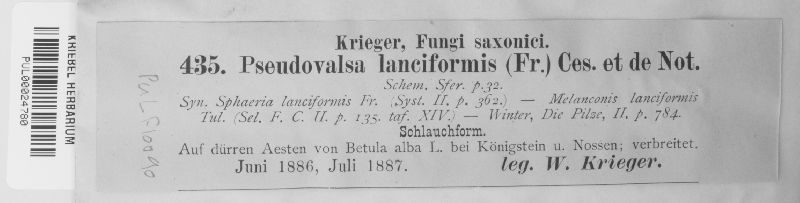 KRIEBEL HERBARIUM
PUL00024780
Krieger, Fungi saxonici.
435. Pseudovalsa lanciformis (Fr.) Ces. et de Not.
Schem. Sfer. p. 32.
Syn. Sphaeria lanciformis Fr. (Syst. II, p. 362.) — Melanconis lanciformis
Tul. (Sel. F. C. II. p. 135. taf. XIV.) — Winter, Die Pilze, II, p. 784.
Schlauchform.
Auf dürren Aesten von Betula alba L. bei Königstein u. Nossen; verbreitet.
Juni 1886, Juli 1887. leg. W. Krieger.